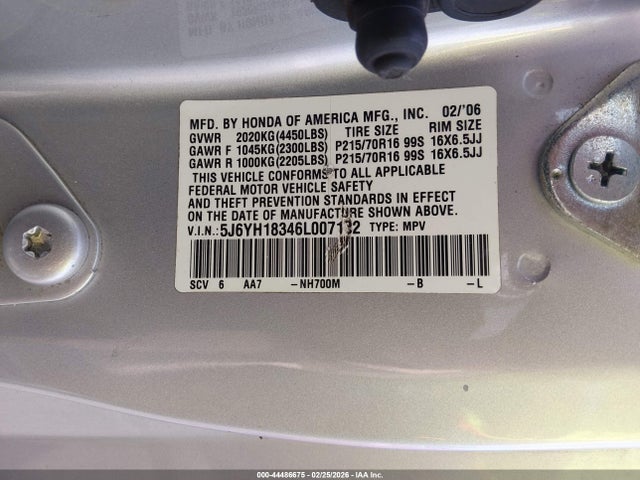 MFD. BY HONDA OF AMERICA MFG., INC. 02/'06
GVWR 2020KG(4450LBS) TIRE SIZE RIM SIZE
GAWR F 1045KG(2300LBS) P215/70R16 99S 16X6.5JJ
GAWR R 1000KG(2205LBS) P215/70R16 99S 16X6.5JJ
THIS VEHICLE CONFORMS TO ALL APPLICABLE
FEDERAL MOTOR VEHICLE SAFETY
AND THEFT PREVENTION STANDARDS IN EFFECT
ON THE DATE OF MANUFACTURE SHOWN ABOVE.
V.I.N.: 5J6YH18346L007132 TYPE: MPV
SCV 6 AA7 -NH700M -B -L
000-44486675 - 02/25/2026 - IAA Inc.